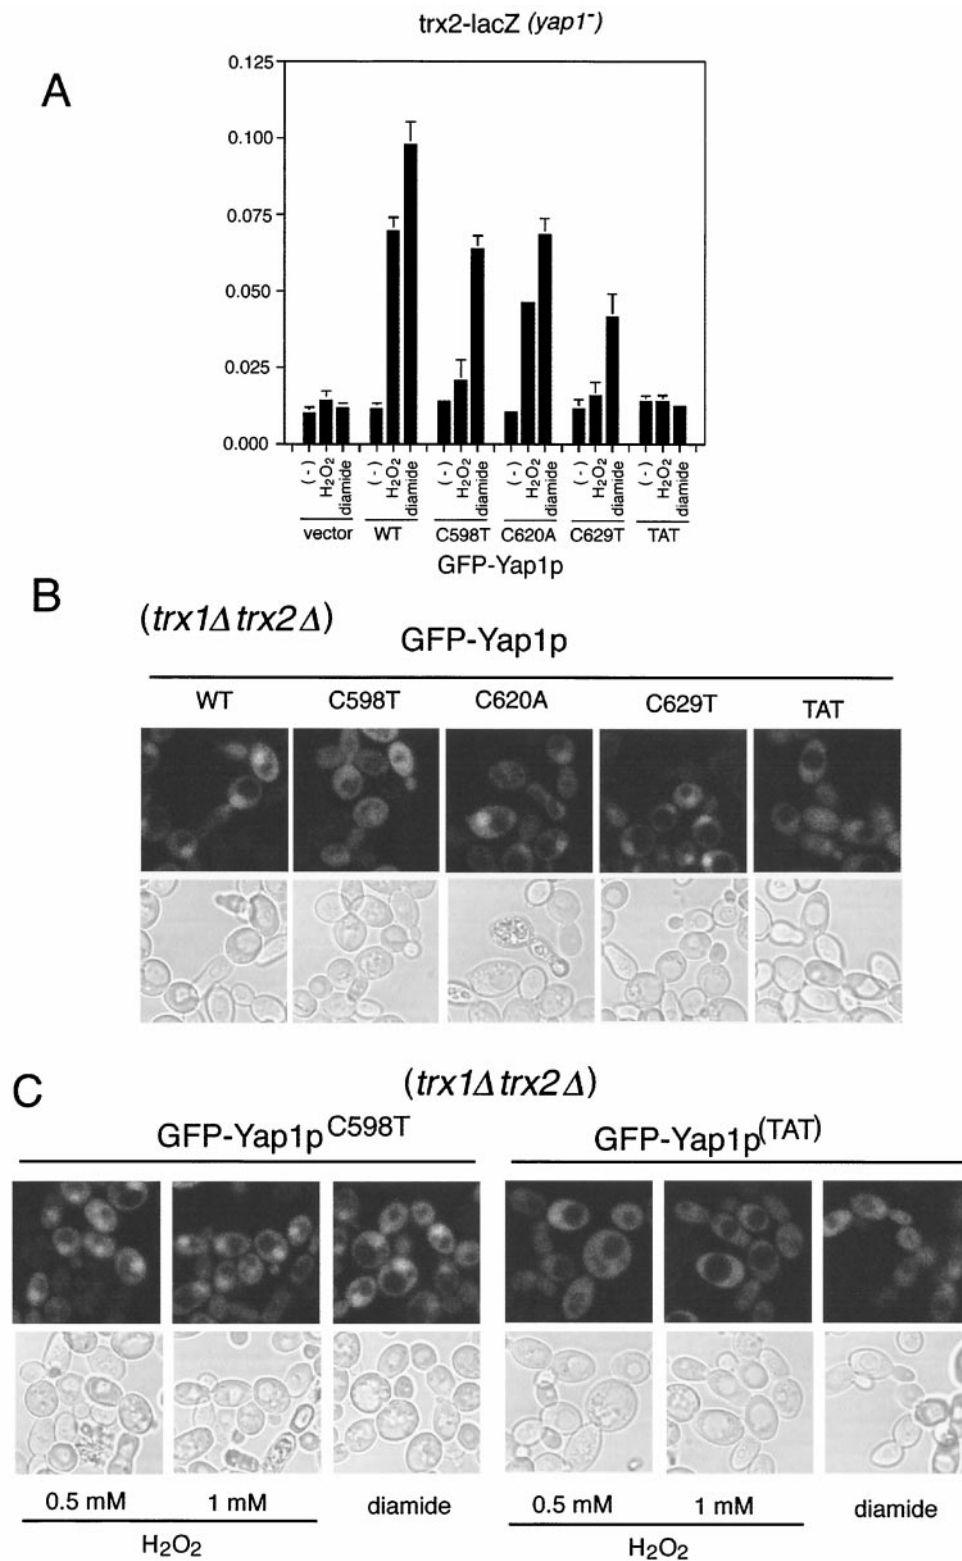 trx2-lacZ (yap1⁻)
A
0.125
0.100
0.075
0.050
0.025
0.000
(-) H₂O₂ diamide (-) H₂O₂ diamide (-) H₂O₂ diamide (-) H₂O₂ diamide (-) H₂O₂ diamide (-) H₂O₂ diamide
vector WT C598T C620A C629T TAT
GFP-Yap1p
B
(trx1Δ trx2Δ)
GFP-Yap1p
WT C598T C620A C629T TAT
C
(trx1Δ trx2Δ)
GFP-Yap1p C598T GFP-Yap1p (TAT)
0.5 mM 1 mM diamide 0.5 mM 1 mM diamide
H₂O₂ H₂O₂